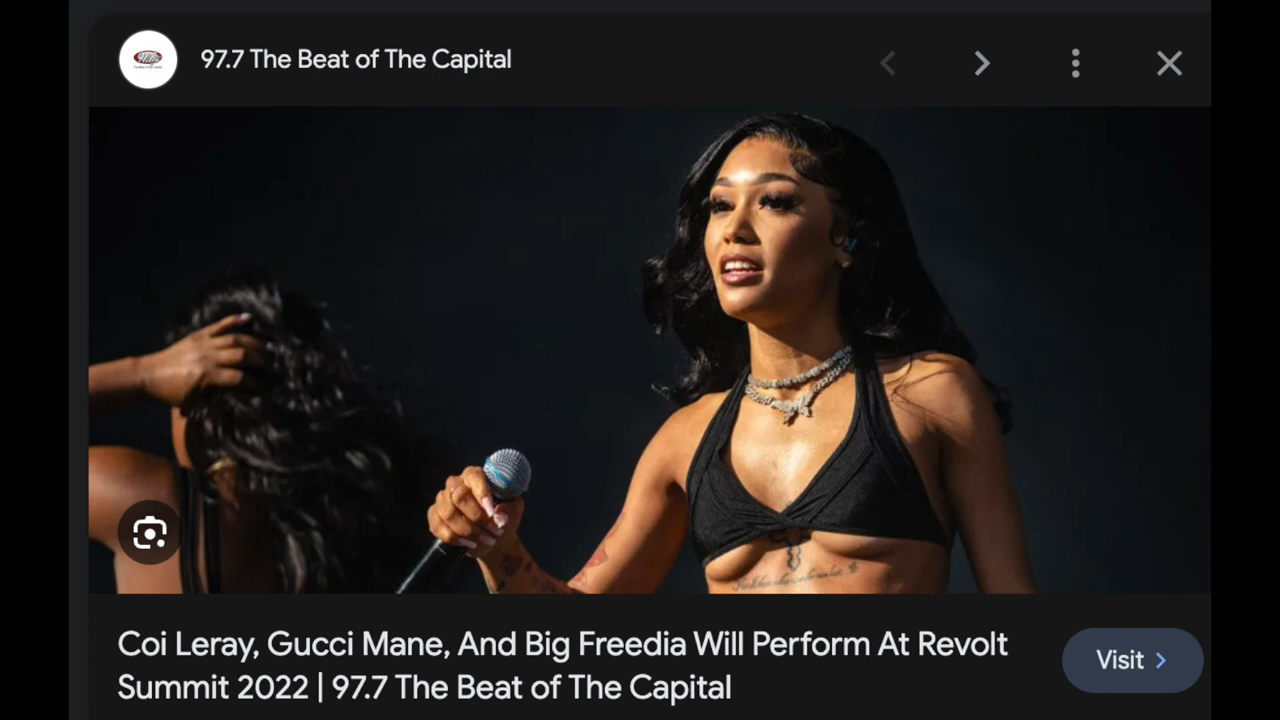 97.7 The Beat of The Capital
Coi Leray, Gucci Mane, And Big Freedia Will Perform At Revolt
Visit
Summit 2022 | 97.7 The Beat of The Capital